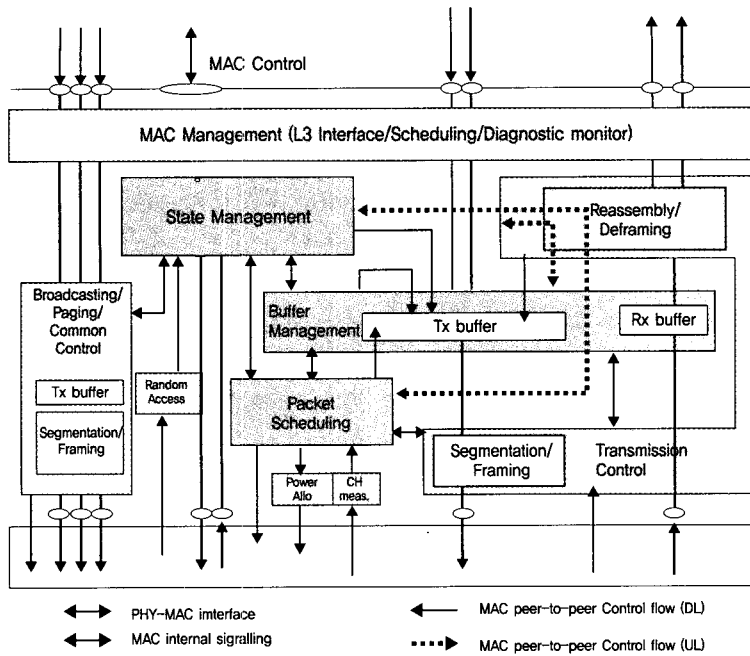 MAC Control
MAC Management (L3 Interface/Scheduling/Diagnostic monitor)
State Management
Reassembly/
Deframing
Broadcasting/
Paging/
Common
Control
Buffer
Management
Tx buffer
Rx buffer
Tx buffer
Random
Access
Packet
Scheduling
Segmentation/
Framing
Segmentation/
Framing
Transmission
Control
Power
Allo
CH
meas.
PHY-MAC imterface
MAC internal signralling
MAC peer-to-peer Control flow (DL)
MAC peer-to-peer Control flow (UL)